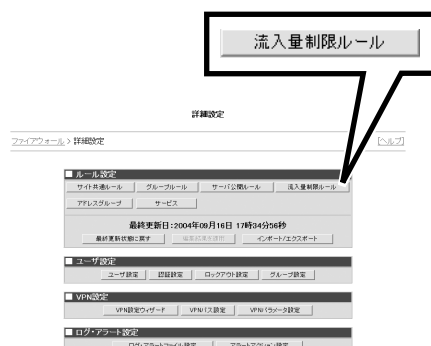 流入量制限ルール
詳細設定
ファイアウォール > 詳細設定 [ヘルプ]
■ ルール設定
サイト共通ルール グループルール サーバ公開ルール 流入量制限ルール
アドレスグループ サービス
最終更新日:2004年09月16日 17時34分56秒
最終更新状態に戻す 編集結果を適用 インポート/エクスポート
■ ユーザ設定
ユーザ設定 認証設定 ロックアウト設定 グループ設定
■ VPN設定
VPN設定ウィザード VPNパス設定 VPNパラメータ設定
■ ログ・アラート設定
ログ・アラートファイル設定 アラートアクション設定